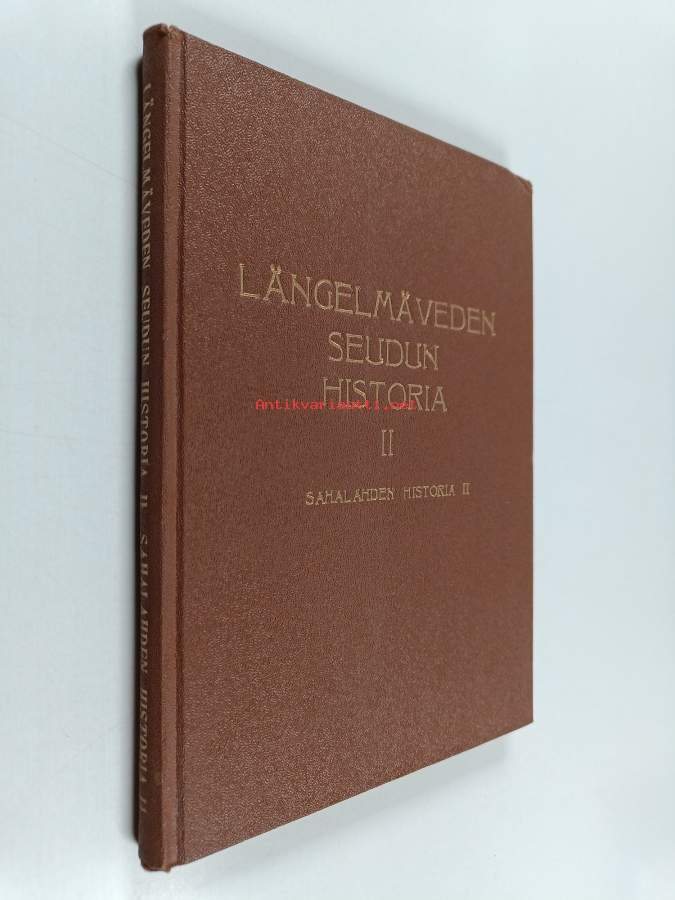 LÄNGELMÄVEDEN
SEUDUN
HISTORIA
II
SAHALAHDEN HISTORIA II
LÄNGELMÄVEDEN SEUDUN HISTORIA II SAHALAHDEN HISTORIA II
Antikvariaatti.net